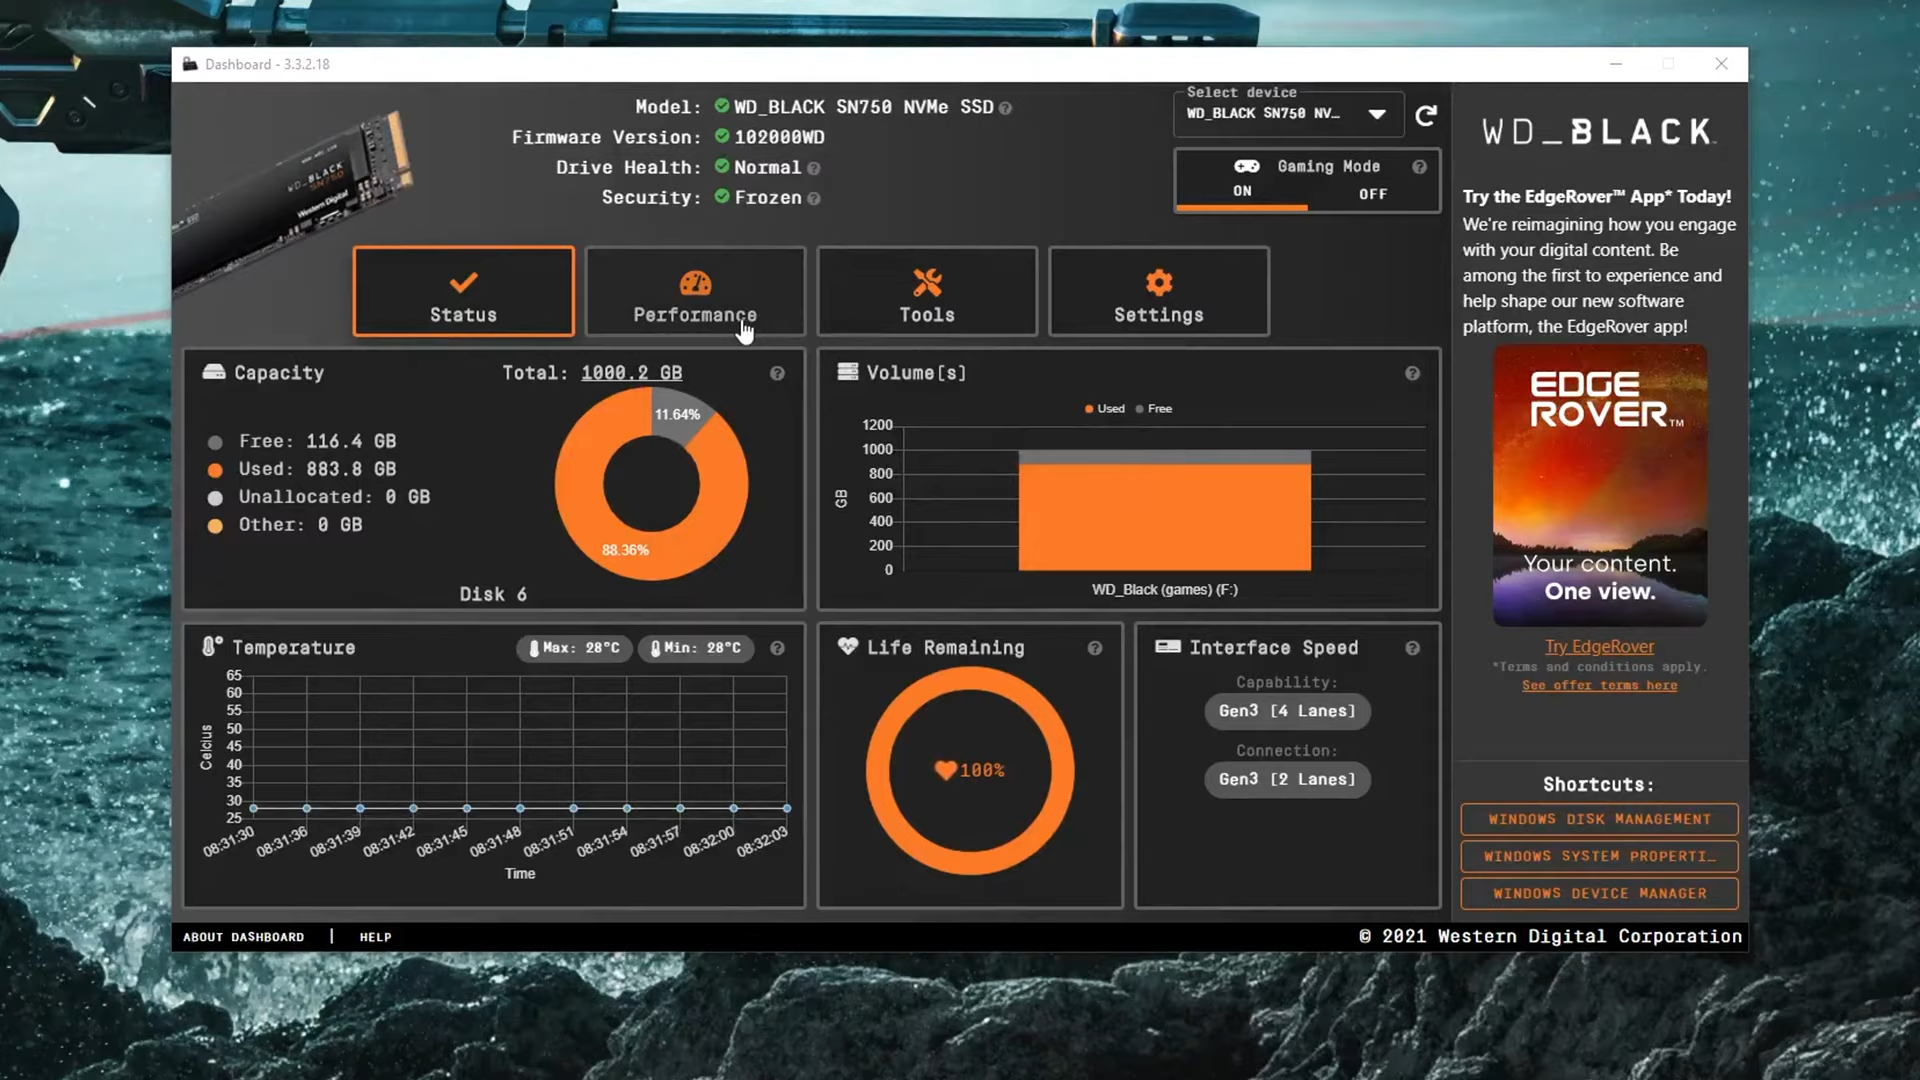 Dashboard - 3.3.2.18
Model: WD_BLACK SN750 NVMe SSD
Firmware Version: 102000WD
Drive Health: Normal
Security: Frozen
Select device
WD_BLACK SN750 NV…
Gaming Mode
ON OFF
WD_BLACK
SN750
Western Digital
Status
Performance
Tools
Settings
Capacity
Total: 1000.2 GB
Free: 116.4 GB
Used: 883.8 GB
Unallocated: 0 GB
Other: 0 GB
11.64%
88.36%
Disk 6
Volume[s]
Used Free
1200
1000
800
600
400
200
0
GB
WD_Black (games) (F:)
Temperature
Max: 28°C
Min: 28°C
65
60
55
50
45
40
35
30
25
Celcius
08:31:30 08:31:36 08:31:39 08:31:42 08:31:45 08:31:48 08:31:51 08:31:54 08:31:57 08:32:00 08:32:03
Time
Life Remaining
100%
Interface Speed
Capability:
Gen3 [4 Lanes]
Connection:
Gen3 [2 Lanes]
WD_BLACK
Try the EdgeRover™ App* Today!
We're reimagining how you engage
with your digital content. Be
among the first to experience and
help shape our new software
platform, the EdgeRover app!
EDGE
ROVER™
Your content.
One view.
Try EdgeRover
*Terms and conditions apply.
See offer terms here
Shortcuts:
WINDOWS DISK MANAGEMENT
WINDOWS SYSTEM PROPERTI…
WINDOWS DEVICE MANAGER
ABOUT DASHBOARD | HELP
© 2021 Western Digital Corporation